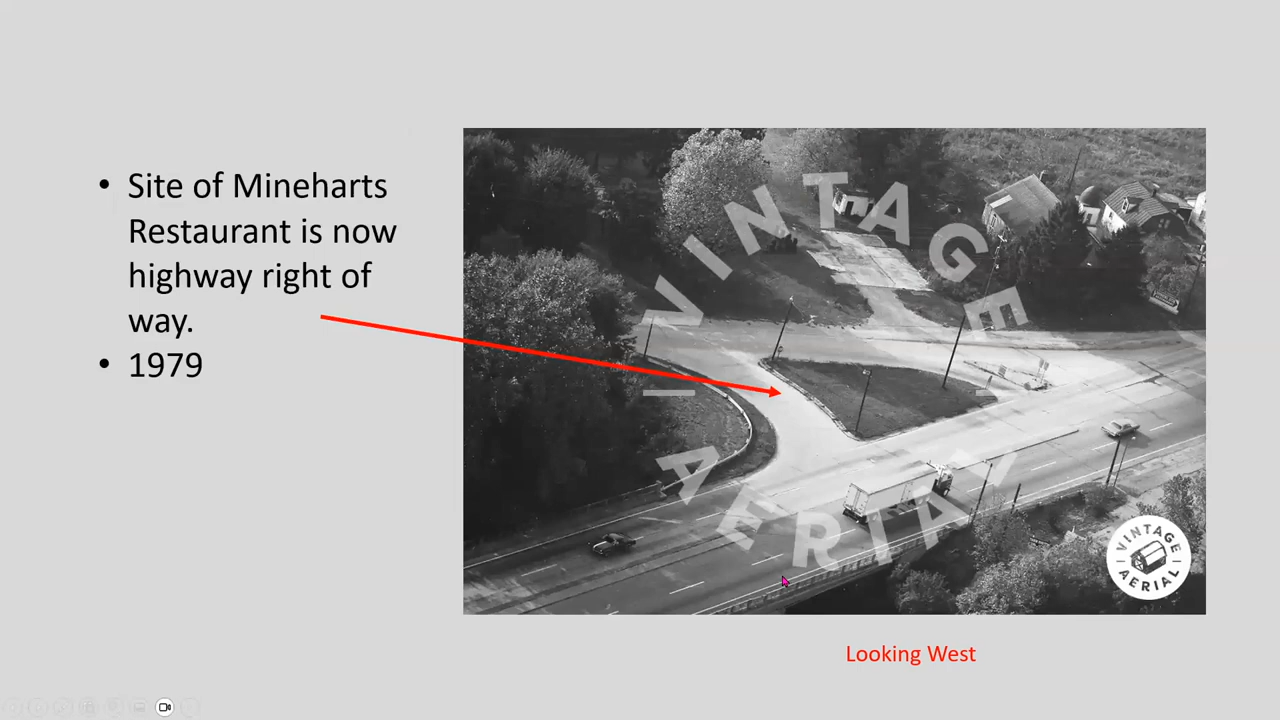 • Site of Mineharts
Restaurant is now
highway right of
way.
• 1979
VINTAGE
AERIAL
VINTAGE
AERIAL
Looking West